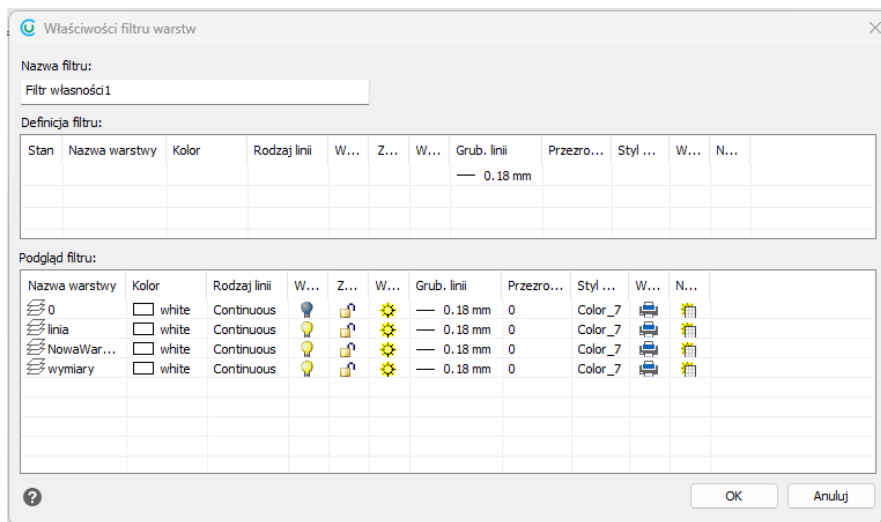 Właściwości filtru warstw
Nazwa filtru:
Filtr własności1
Definicja filtru:
Stan Nazwa warstwy Kolor Rodzaj linii W... Z... W... Grub. linii Przezro... Styl ... W... N...
0.18 mm
Podgląd filtru:
Nazwa warstwy Kolor Rodzaj linii W... Z... W... Grub. linii Przezro... Styl ... W... N...
0 white Continuous 0.18 mm 0 Color_7
linia white Continuous 0.18 mm 0 Color_7
NowaWar... white Continuous 0.18 mm 0 Color_7
wymiary white Continuous 0.18 mm 0 Color_7
OK Anuluj